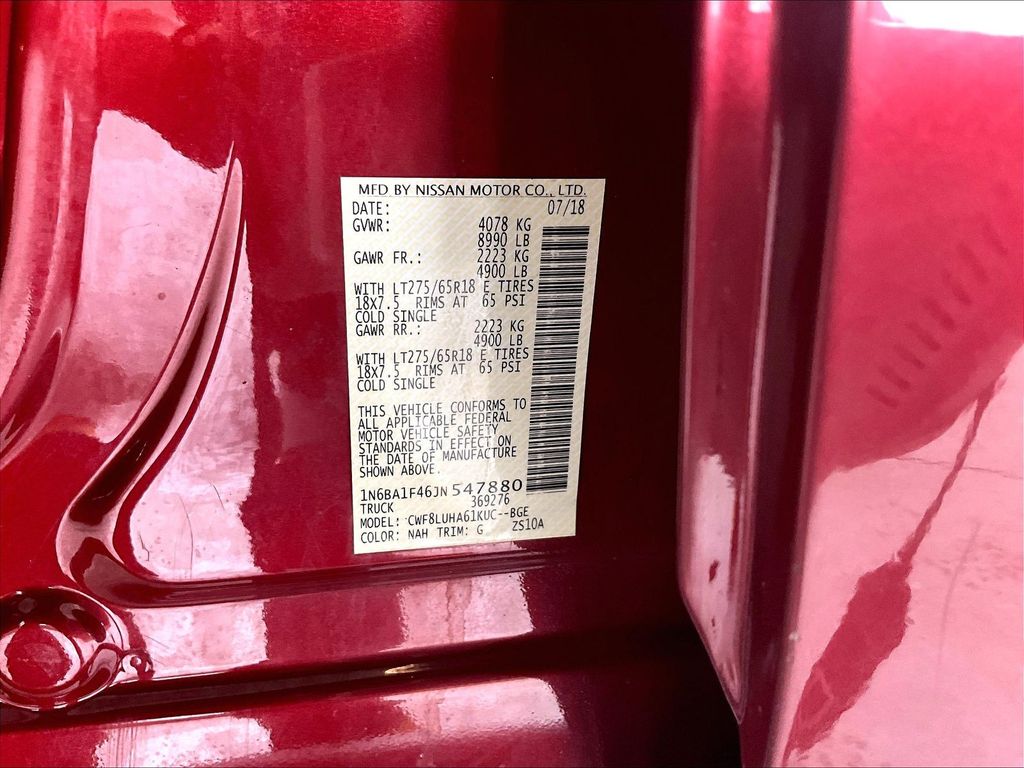 MFD BY NISSAN MOTOR CO., LTD.
DATE: 07/18
GVWR: 4078 KG
8990 LB
GAWR FR.: 2223 KG
4900 LB
WITH LT275/65R18 E TIRES
18X7.5 RIMS AT 65 PSI
COLD SINGLE
GAWR RR.: 2223 KG
4900 LB
WITH LT275/65R18 E TIRES
18X7.5 RIMS AT 65 PSI
COLD SINGLE
THIS VEHICLE CONFORMS TO
ALL APPLICABLE FEDERAL
MOTOR VEHICLE SAFETY
STANDARDS IN EFFECT ON
THE DATE OF MANUFACTURE
SHOWN ABOVE.
1N6BA1F46JN547880
TRUCK 369276
MODEL: CWF8LUHA61KUC--BGE
COLOR: NAH TRIM: G ZS10A